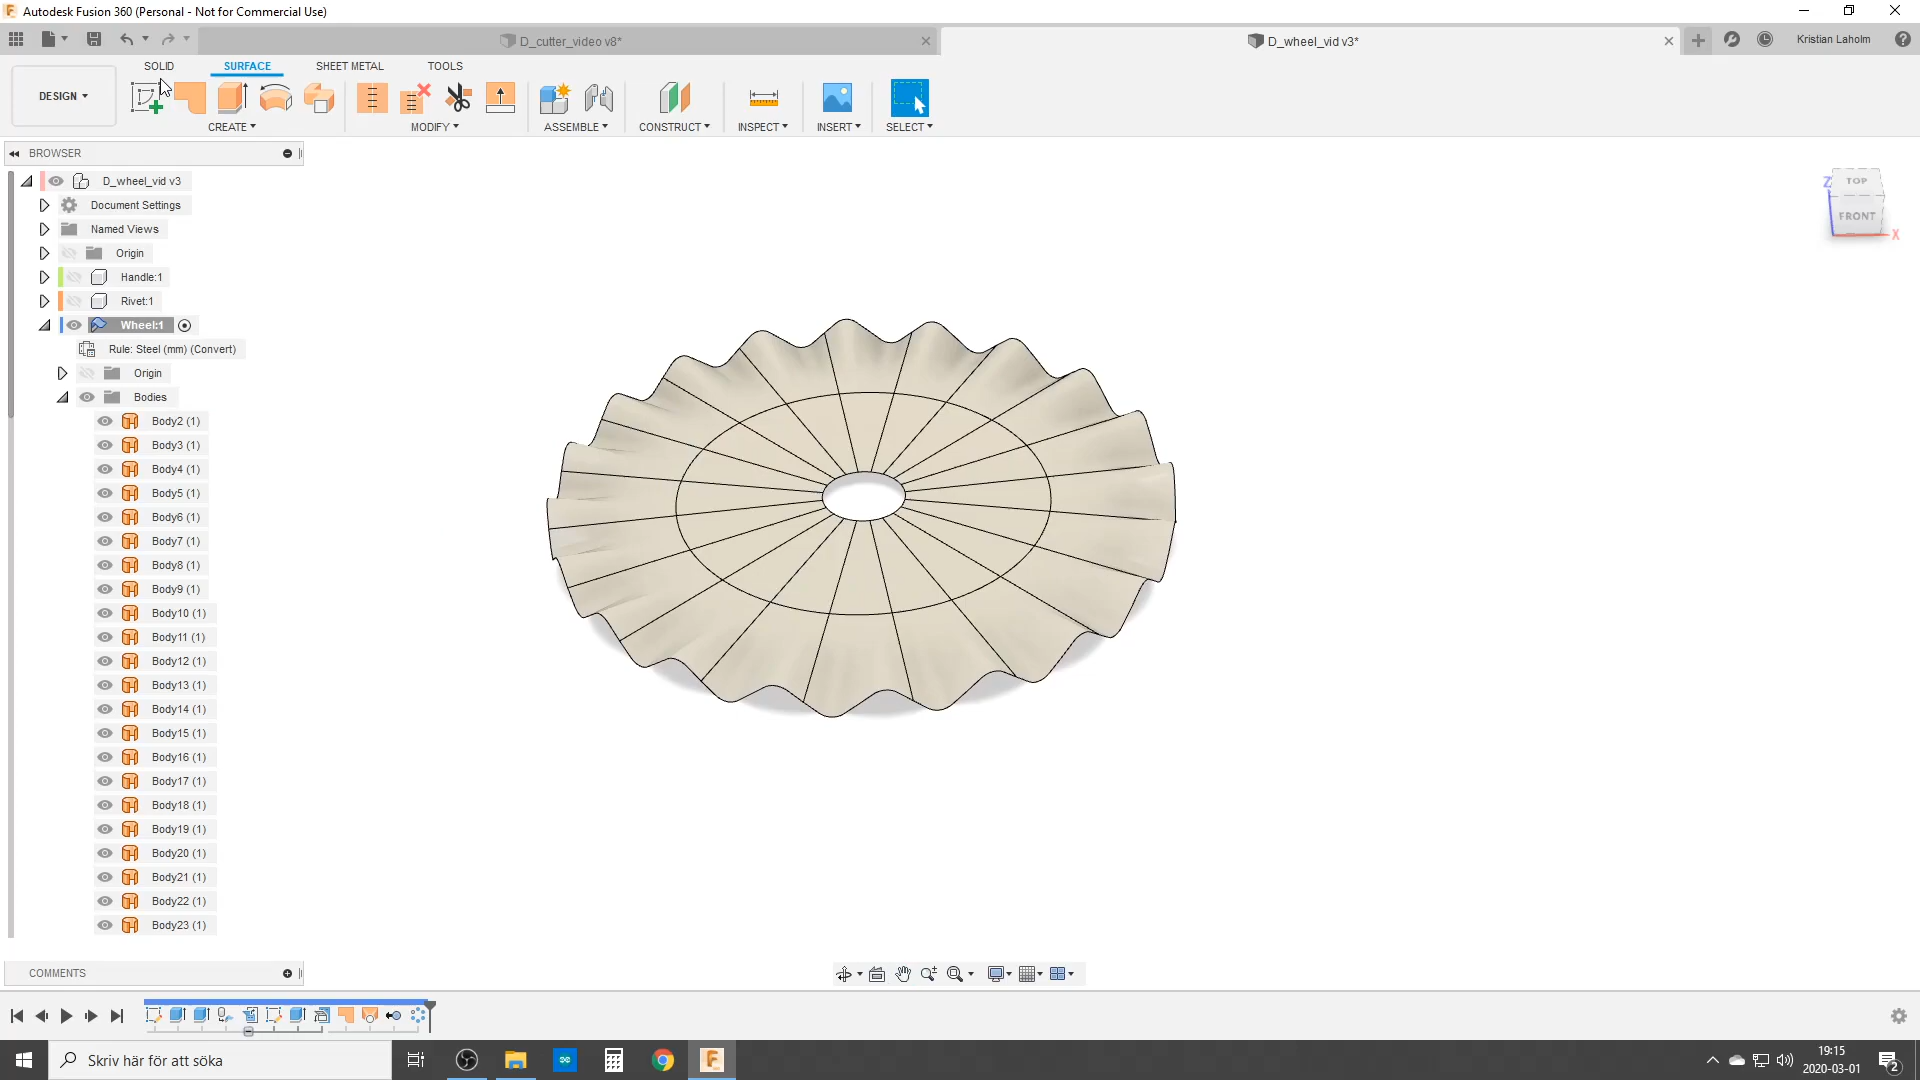 Autodesk Fusion 360 (Personal - Not for Commercial Use)
D_cutter_video v8*
D_wheel_vid v3*
Kristian Laholm
SOLID
SURFACE
SHEET METAL
TOOLS
DESIGN
CREATE
MODIFY
ASSEMBLE
CONSTRUCT
INSPECT
INSERT
SELECT
BROWSER
D_wheel_vid v3
Document Settings
Named Views
Origin
Handle:1
Rivet:1
Wheel:1
Rule: Steel (mm) (Convert)
Origin
Bodies
Body2 (1)
Body3 (1)
Body4 (1)
Body5 (1)
Body6 (1)
Body7 (1)
Body8 (1)
Body9 (1)
Body10 (1)
Body11 (1)
Body12 (1)
Body13 (1)
Body14 (1)
Body15 (1)
Body16 (1)
Body17 (1)
Body18 (1)
Body19 (1)
Body20 (1)
Body21 (1)
Body22 (1)
Body23 (1)
Z
TOP
FRONT
X
COMMENTS
Skriv här för att söka
19:15
2020-03-01
2